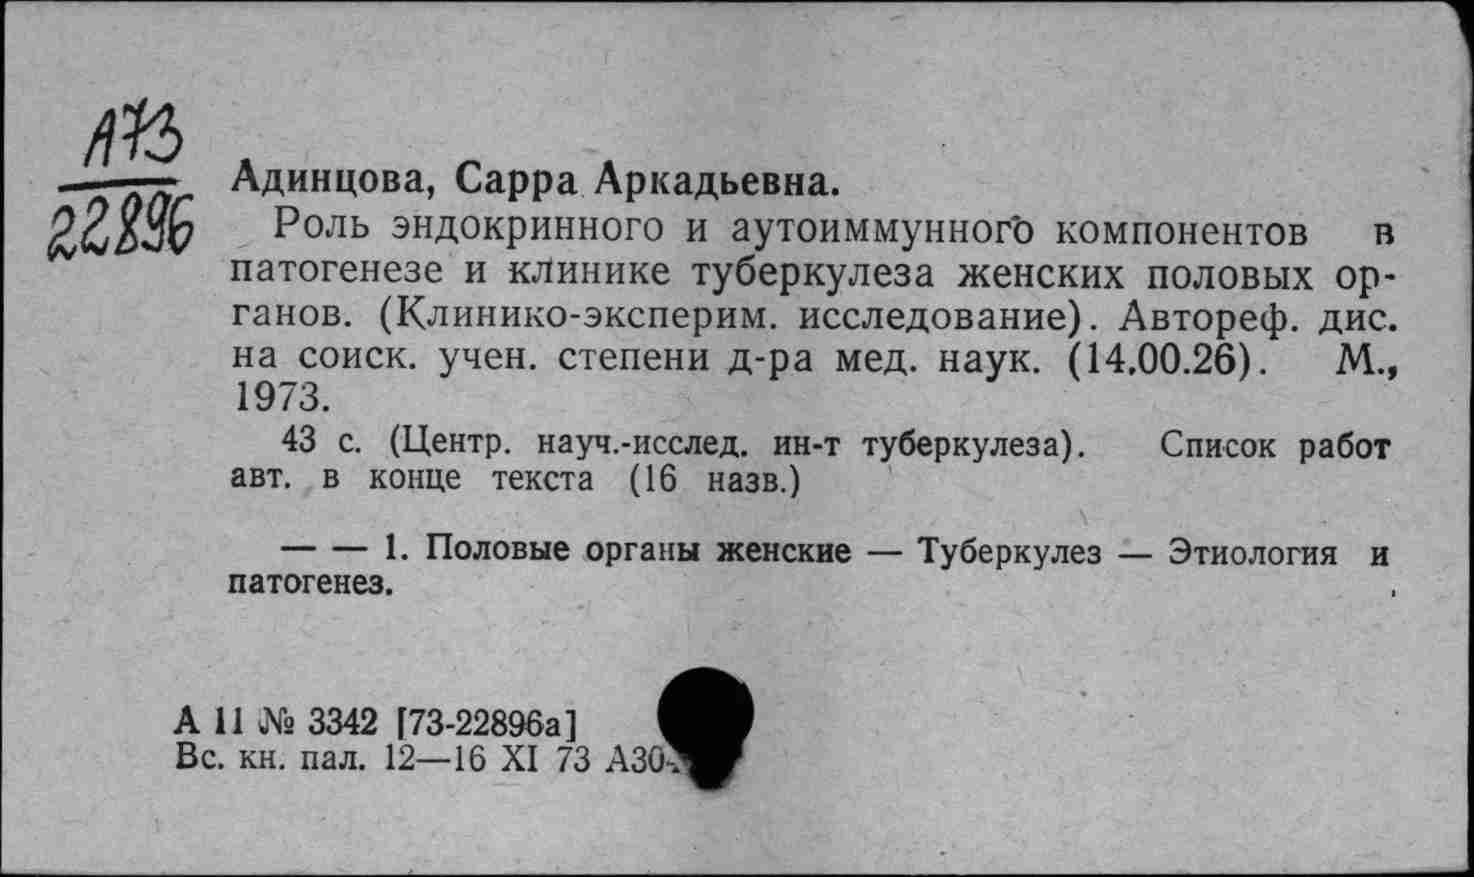 А73
22896
Адинцова, Сарра Аркадьевна.
Роль эндокринного и аутоиммунного компонентов в
патогенезе и клинике туберкулеза женских половых ор-
ганов. (Клинико-эксперим. исследование). Автореф. дис.
на соиск. учен. степени д-ра мед. наук. (14.00.26). М.,
1973.
43 с. (Центр. науч.-исслед. ин-т туберкулеза). Список работ
авт. в конце текста (16 назв.)
— — 1. Половые органы женские — Туберкулез — Этиология и
патогенез.
А 11 № 3342 [73-22896а]
Вс. кн. пал. 12—16 XI 73